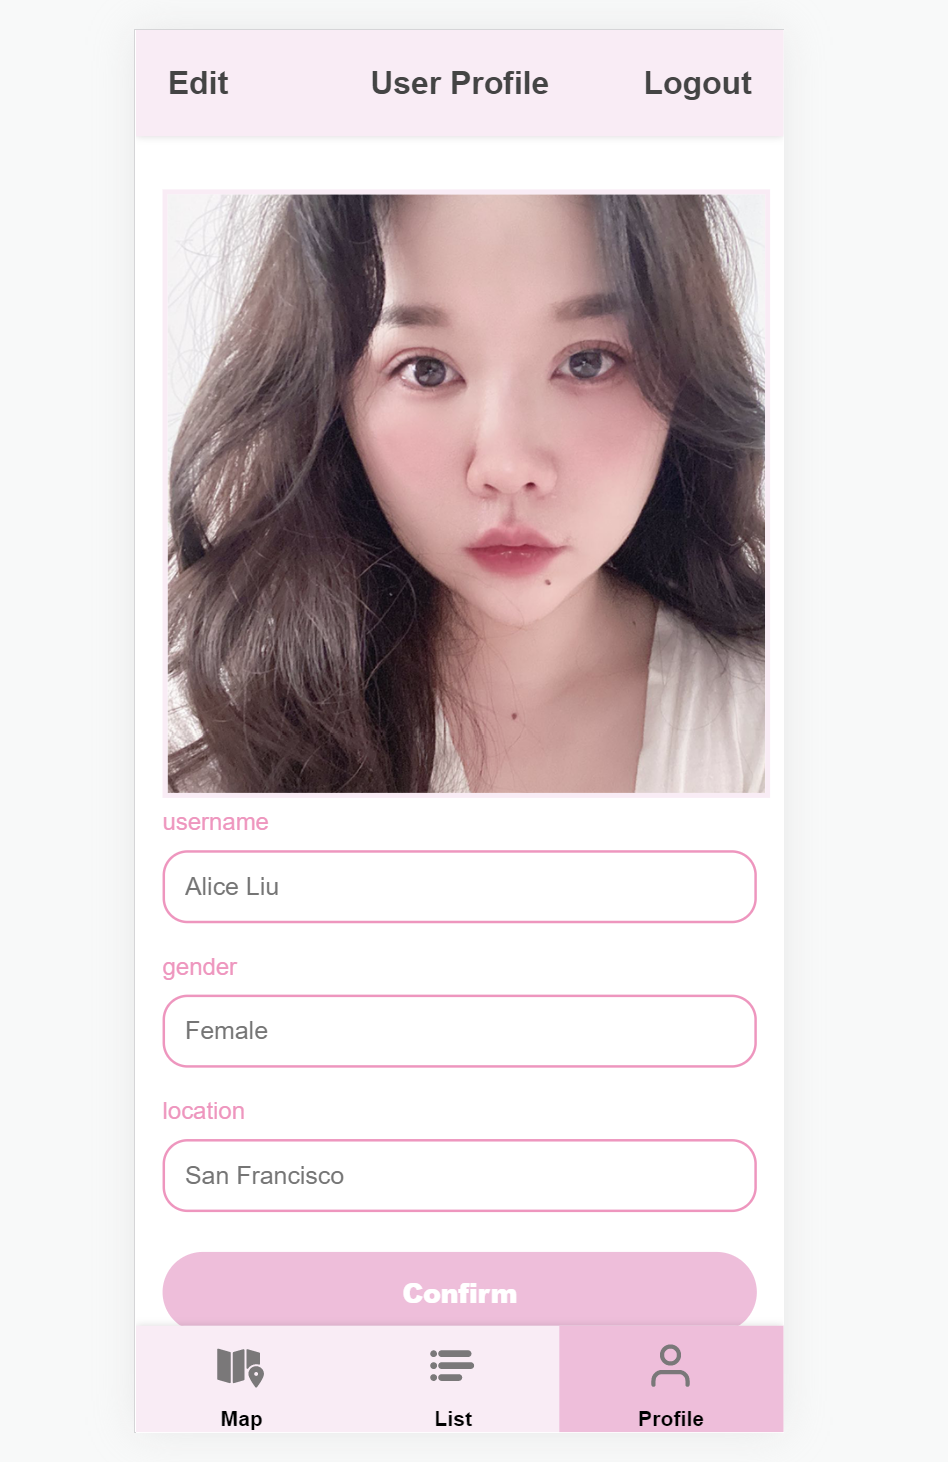 Edit User Profile Logout
username
Alice Liu
gender
Female
location
San Francisco
Confirm
Map List Profile